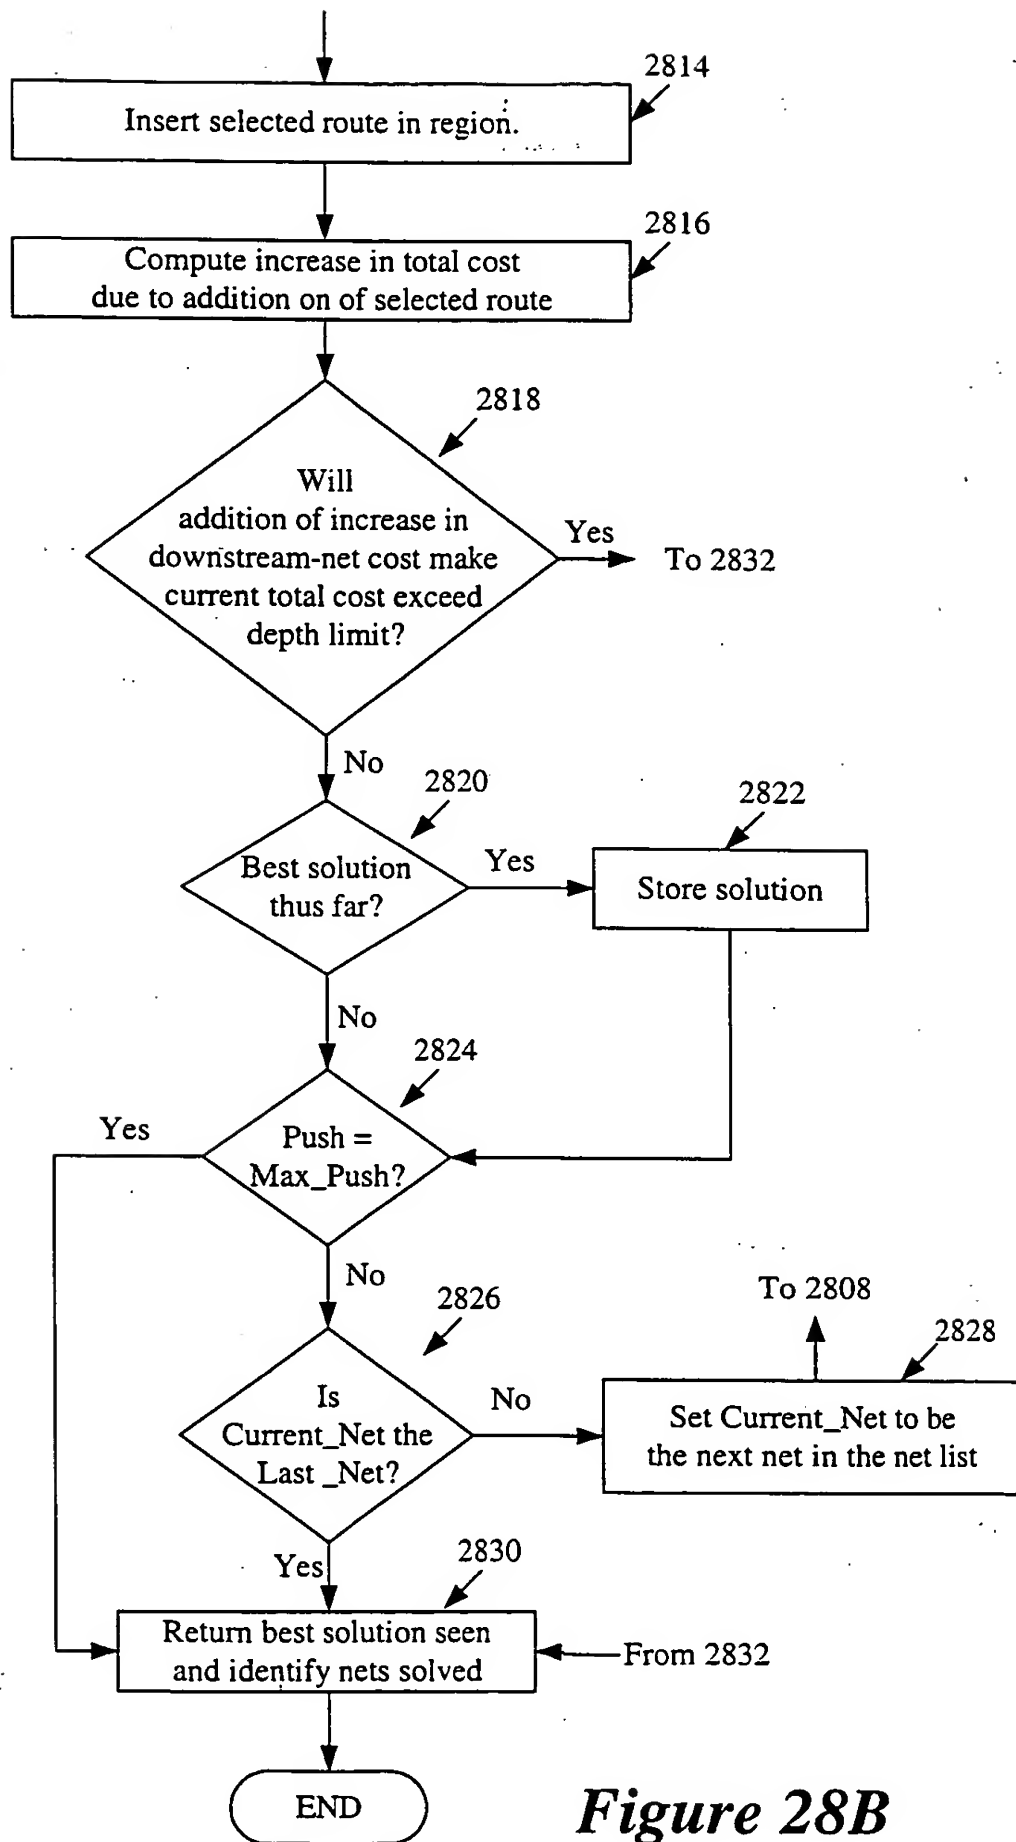 2814
Insert selected route in region.
2816
Compute increase in total cost
due to addition on of selected route
2818
Will
addition of increase in
downstream-net cost make
current total cost exceed
depth limit?
Yes
To 2832
No
2820
2822
Best solution
thus far?
Yes
Store solution
No
2824
Yes
Push =
Max_Push?
No
2826
To 2808
2828
Is
Current_Net the
Last _Net?
No
Set Current_Net to be
the next net in the net list
Yes
2830
Return best solution seen
and identify nets solved
From 2832
END
Figure 28B